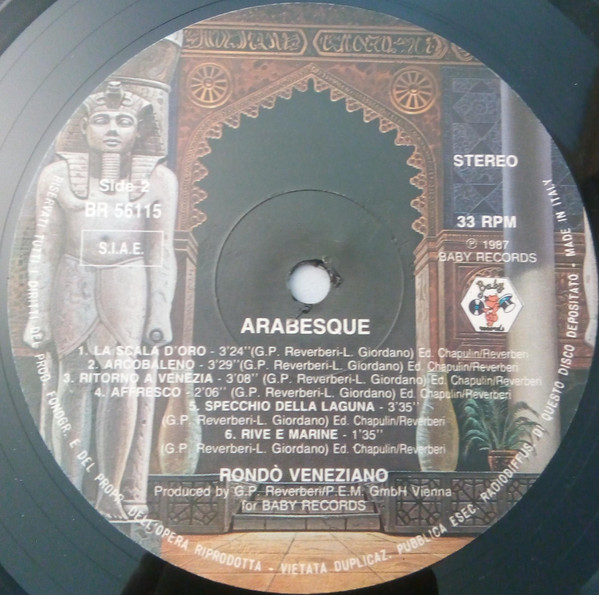 Side 2
BR 56115
S.I.A.E.
STEREO
33 RPM
℗ 1987
BABY RECORDS
Baby
records
ARABESQUE
1. LA SCALA D'ORO - 3'24'' (G.P. Reverberi-L. Giordano) Ed. Chapulin/Reverberi
2. ARCOBALENO - 3'29'' (G.P. Reverberi-L. Giordano) Ed. Chapulin/Reverberi
3. RITORNO A VENEZIA - 3'08'' (G.P. Reverberi-L. Giordano) Ed. Chapulin/Reverberi
4. AFFRESCO - 2'06'' (G.P. Reverberi-L. Giordano) Ed. Chapulin/Reverberi
5. SPECCHIO DELLA LAGUNA - 3'35''
(G.P. Reverberi-L. Giordano) Ed. Chapulin/Reverberi
6. RIVE E MARINE - 1'35''
(G.P. Reverberi-L. Giordano) Ed. Chapulin/Reverberi
RONDÒ VENEZIANO
Produced by G.P. Reverberi/P.E.M. GmbH Vienna
for BABY RECORDS
RISERVATI TUTTI I DIRITTI DEL PROD. FONOGR. E DEL PROPR. DELL'OPERA RIPRODOTTA - VIETATA DUPLICAZ. PUBBLICA ESEC. RADIODIFFUS. DI QUESTO DISCO DEPOSITATO - MADE IN ITALY